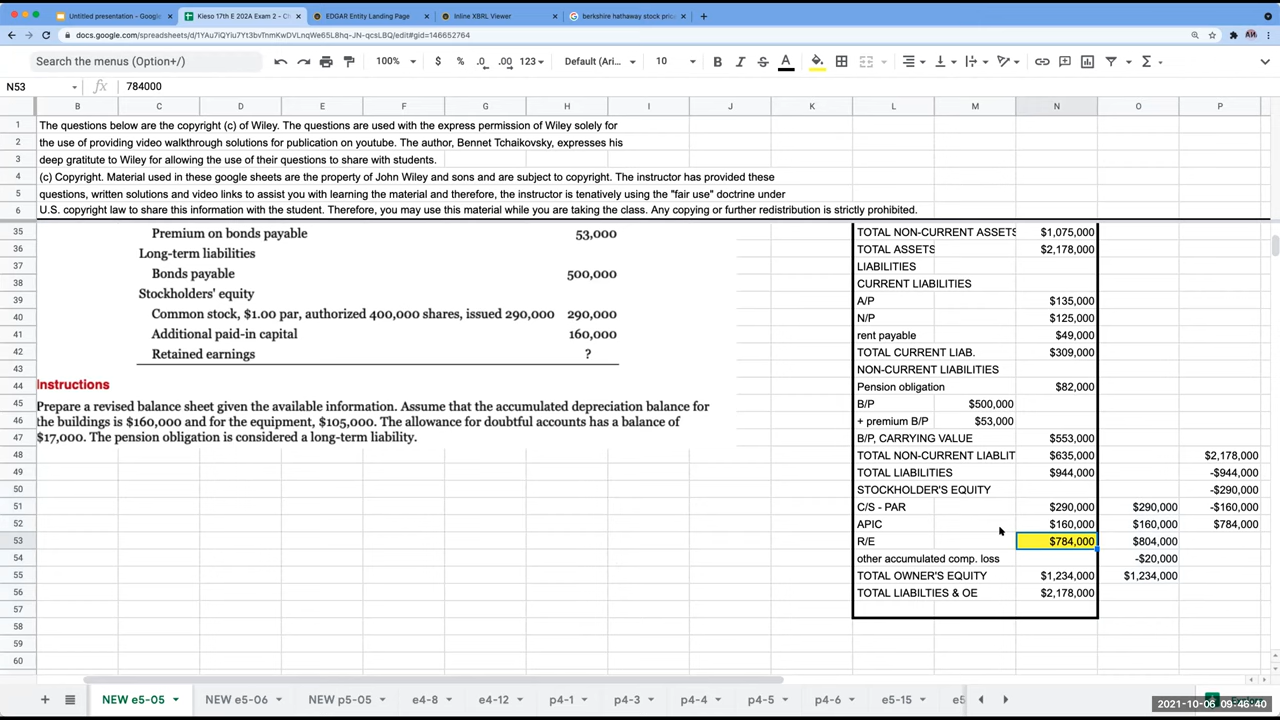 Untitled presentation - Google
Kieso 17th E 202A Exam 2 - Ch
EDGAR Entity Landing Page
Inline XBRL Viewer
berkshire hathaway stock price
docs.google.com/spreadsheets/d/1YAu7iQYiu7Yt3bvTnmKwDVLnqWe65L8hq-JN-qcsLBQ/edit#gid=146652764
Search the menus (Option+/)
100%
$ % .0 .00 123
Default (Ari...
10
B I S A
N53
fx 784000
B C D E F G H I J K L M N O P
1 The questions below are the copyright (c) of Wiley. The questions are used with the express permission of Wiley solely for
2 the use of providing video walkthrough solutions for publication on youtube. The author, Bennet Tchaikovsky, expresses his
3 deep gratitude to Wiley for allowing the use of their questions to share with students.
4 (c) Copyright. Material used in these google sheets are the property of John Wiley and sons and are subject to copyright. The instructor has provided these
5 questions, written solutions and video links to assist you with learning the material and therefore, the instructor is tenatively using the "fair use" doctrine under
6 U.S. copyright law to share this information with the student. Therefore, you may use this material while you are taking the class. Any copying or further redistribution is strictly prohibited.
35 Premium on bonds payable 53,000 TOTAL NON-CURRENT ASSETS $1,075,000
36 Long-term liabilities TOTAL ASSETS $2,178,000
37 Bonds payable 500,000 LIABILITIES
38 Stockholders' equity CURRENT LIABILITIES
39 A/P $135,000
40 Common stock, $1.00 par, authorized 400,000 shares, issued 290,000 290,000 N/P $125,000
41 Additional paid-in capital 160,000 rent payable $49,000
42 Retained earnings ? TOTAL CURRENT LIAB. $309,000
43 NON-CURRENT LIABILITIES
44 Instructions Pension obligation $82,000
45 Prepare a revised balance sheet given the available information. Assume that the accumulated depreciation balance for B/P $500,000
46 the buildings is $160,000 and for the equipment, $105,000. The allowance for doubtful accounts has a balance of + premium B/P $53,000
47 $17,000. The pension obligation is considered a long-term liability. B/P, CARRYING VALUE $553,000
48 TOTAL NON-CURRENT LIABLIT $635,000 $2,178,000
49 TOTAL LIABILITIES $944,000 -$944,000
50 STOCKHOLDER'S EQUITY -$290,000
51 C/S - PAR $290,000 $290,000 -$160,000
52 APIC $160,000 $160,000 $784,000
53 R/E $784,000 $804,000
54 other accumulated comp. loss -$20,000
55 TOTAL OWNER'S EQUITY $1,234,000 $1,234,000
56 TOTAL LIABILTIES & OE $2,178,000
57
58
59
60
NEW e5-05 NEW e5-06 NEW p5-05 e4-8 e4-12 p4-1 p4-3 p4-4 p4-5 p4-6 e5-15 e5
2021-10-06 09:46:40